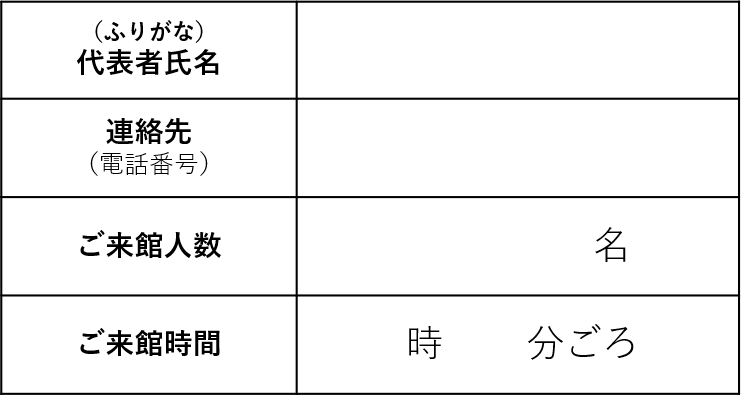 （ふりがな）
代表者氏名
連絡先
（電話番号）
ご来館人数
名
ご来館時間
時 分ごろ